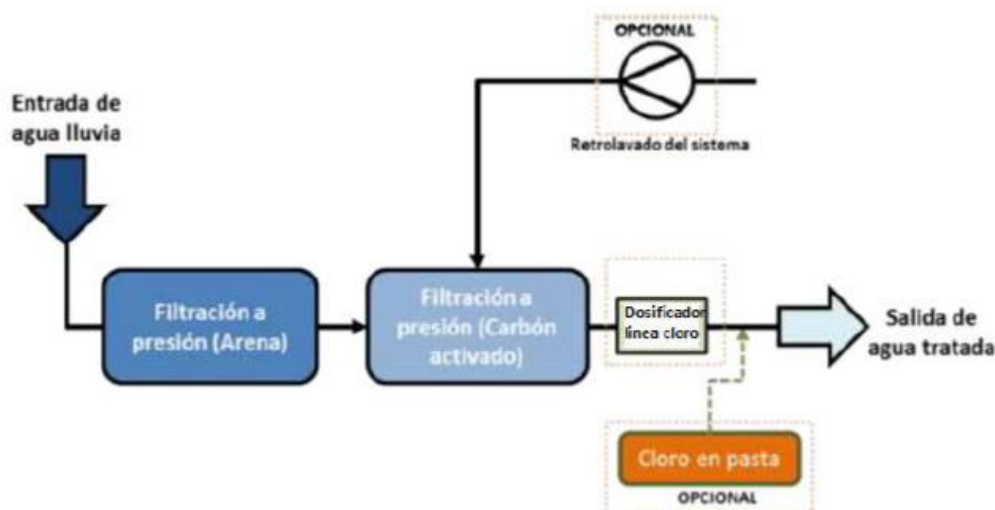 OPCIONAL
Entrada de
agua lluvia
Retrolavado del sistema
Filtración a
presión (Arena)
Filtración a
presión (Carbón
activado)
Dosificador
línea cloro
Salida de
agua tratada
Cloro en pasta
OPCIONAL